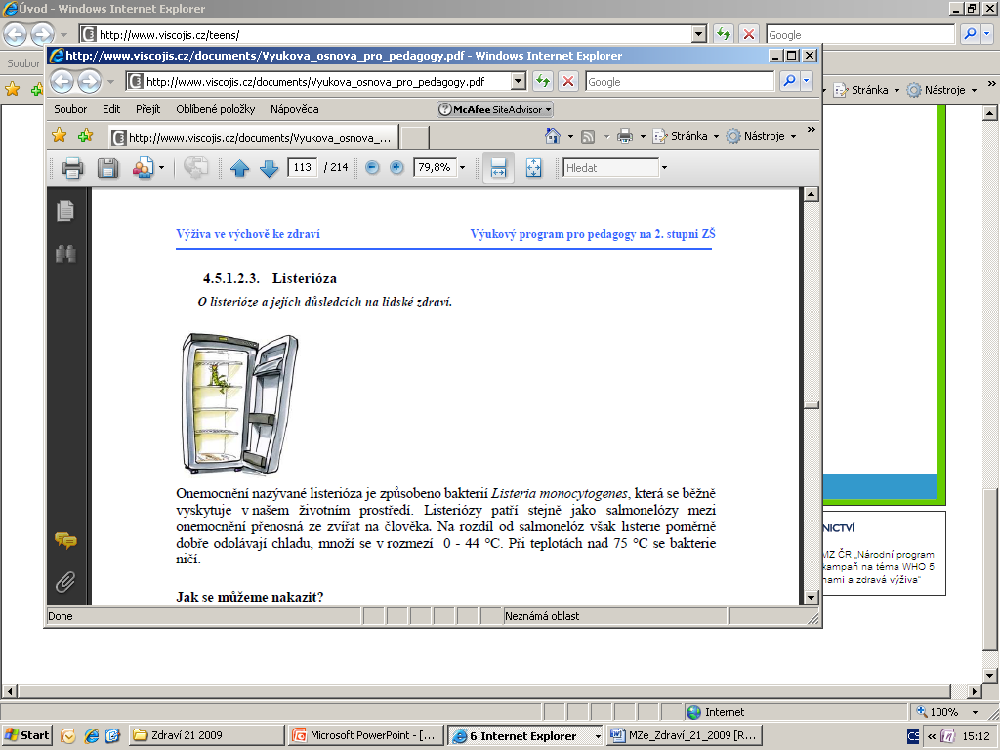 Úvod - Windows Internet Explorer
http://www.viscojis.cz/teens/
Google
Soubor
Stránka
Nástroje
http://www.viscojis.cz/documents/Vyukova_osnova_pro_pedagogy.pdf - Windows Internet Explorer
http://www.viscojis.cz/documents/Vyukova_osnova_pro_pedagogy.pdf
Google
Soubor Edit Přejít Oblíbené položky Nápověda
McAfee SiteAdvisor
http://www.viscojis.cz/documents/Vyukova_osnova_...
Stránka
Nástroje
113 / 214
79,8%
Hledat
Výživa ve výchově ke zdraví Výukový program pro pedagogy na 2. stupni ZŠ
4.5.1.2.3. Listerióza
O listerióze a jejích důsledcích na lidské zdraví.
Onemocnění nazývané listerióza je způsobeno bakterií Listeria monocytogenes, která se běžně
vyskytuje v našem životním prostředí. Listeriózy patří stejně jako salmonelózy mezi
onemocnění přenosná ze zvířat na člověka. Na rozdíl od salmonelóz však listerie poměrně
dobře odolávají chladu, množí se v rozmezí 0 - 44 °C. Při teplotách nad 75 °C se bakterie
ničí.
Jak se můžeme nakazit?
Done
Neznámá oblast
NICTVÍ
MZ ČR „Národní program
kampaň na téma WHO 5
nami a zdravá výživa"
Internet
100%
Start
Zdraví 21 2009
Microsoft PowerPoint - [...
6 Internet Explorer
MZe_Zdraví_21_2009 [R...
CS
15:12